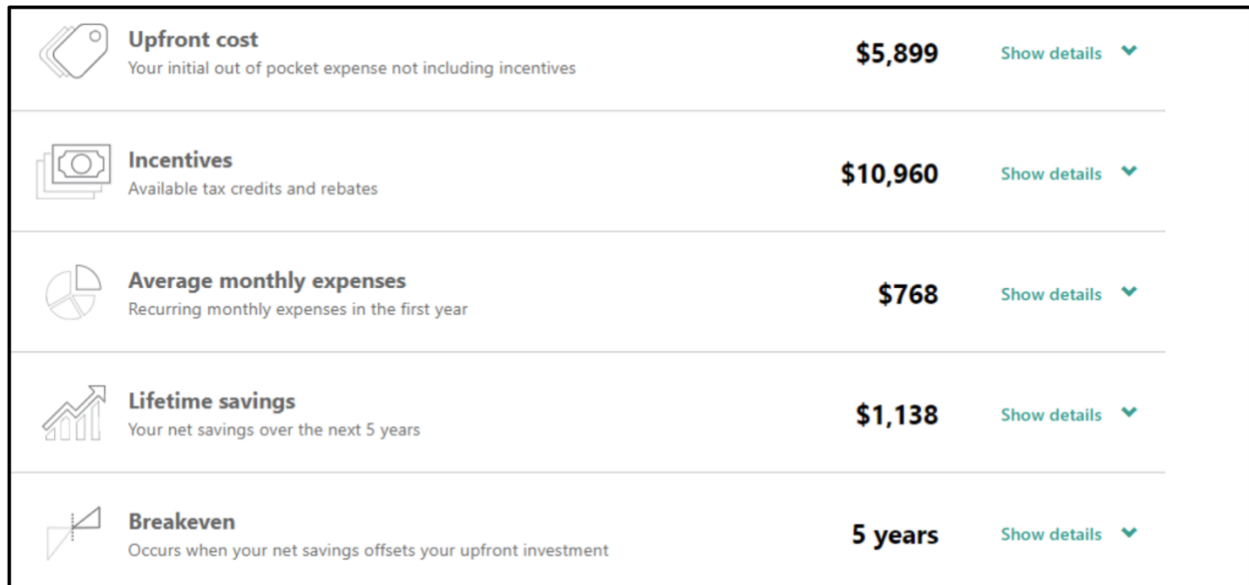 Upfront cost
Your initial out of pocket expense not including incentives
$5,899
Show details
Incentives
Available tax credits and rebates
$10,960
Show details
Average monthly expenses
Recurring monthly expenses in the first year
$768
Show details
Lifetime savings
Your net savings over the next 5 years
$1,138
Show details
Breakeven
Occurs when your net savings offsets your upfront investment
5 years
Show details